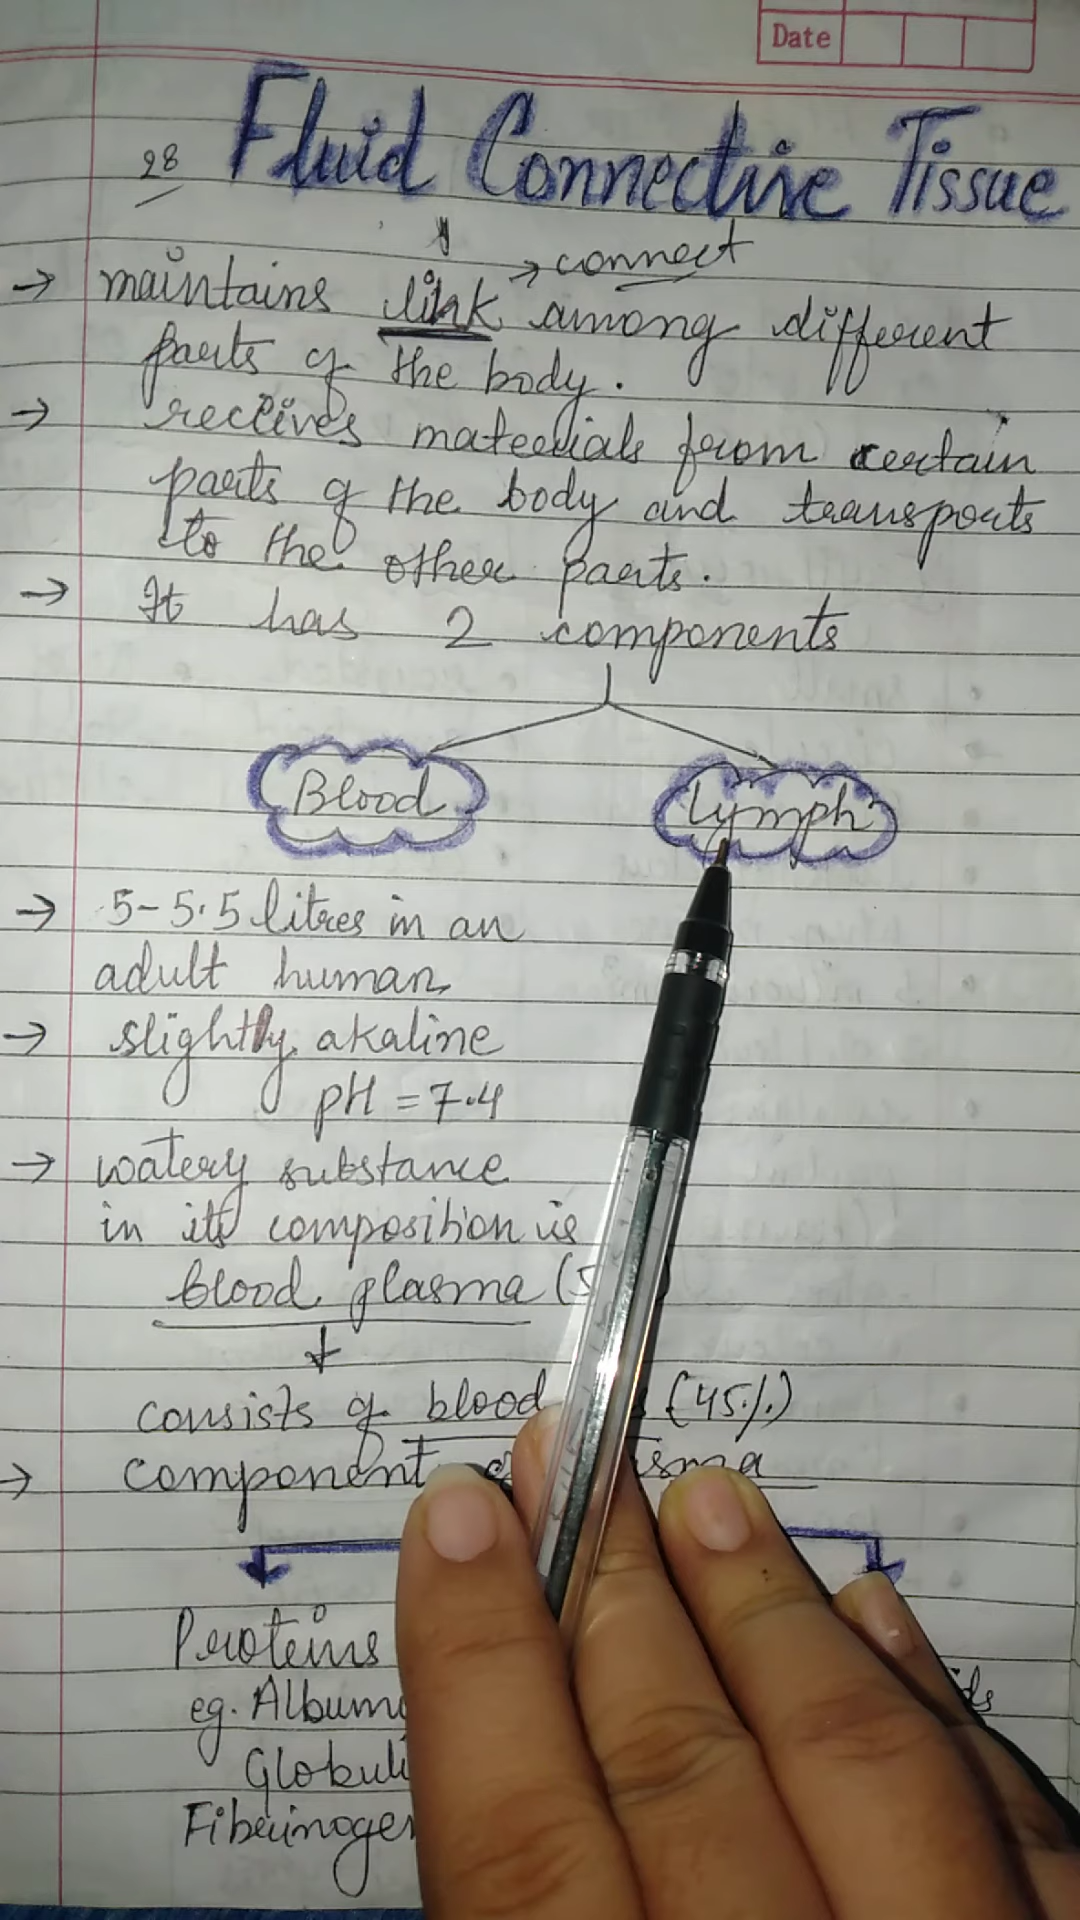 Date
28 Fluid Connective Tissue
→ connect
→ maintains link among different
parts of the body.
→ receives materials from certain
parts of the body and transports
to the other parts.
→ It has 2 components
Blood
Lymph
→ 5-5.5 litres in an
adult human
→ slightly akaline
pH = 7.4
→ watery substance
in its composition is
blood plasma (5
consists of blood (45%)
→ component
Proteins
eg. Albumi
Globuli
Fibrinogen